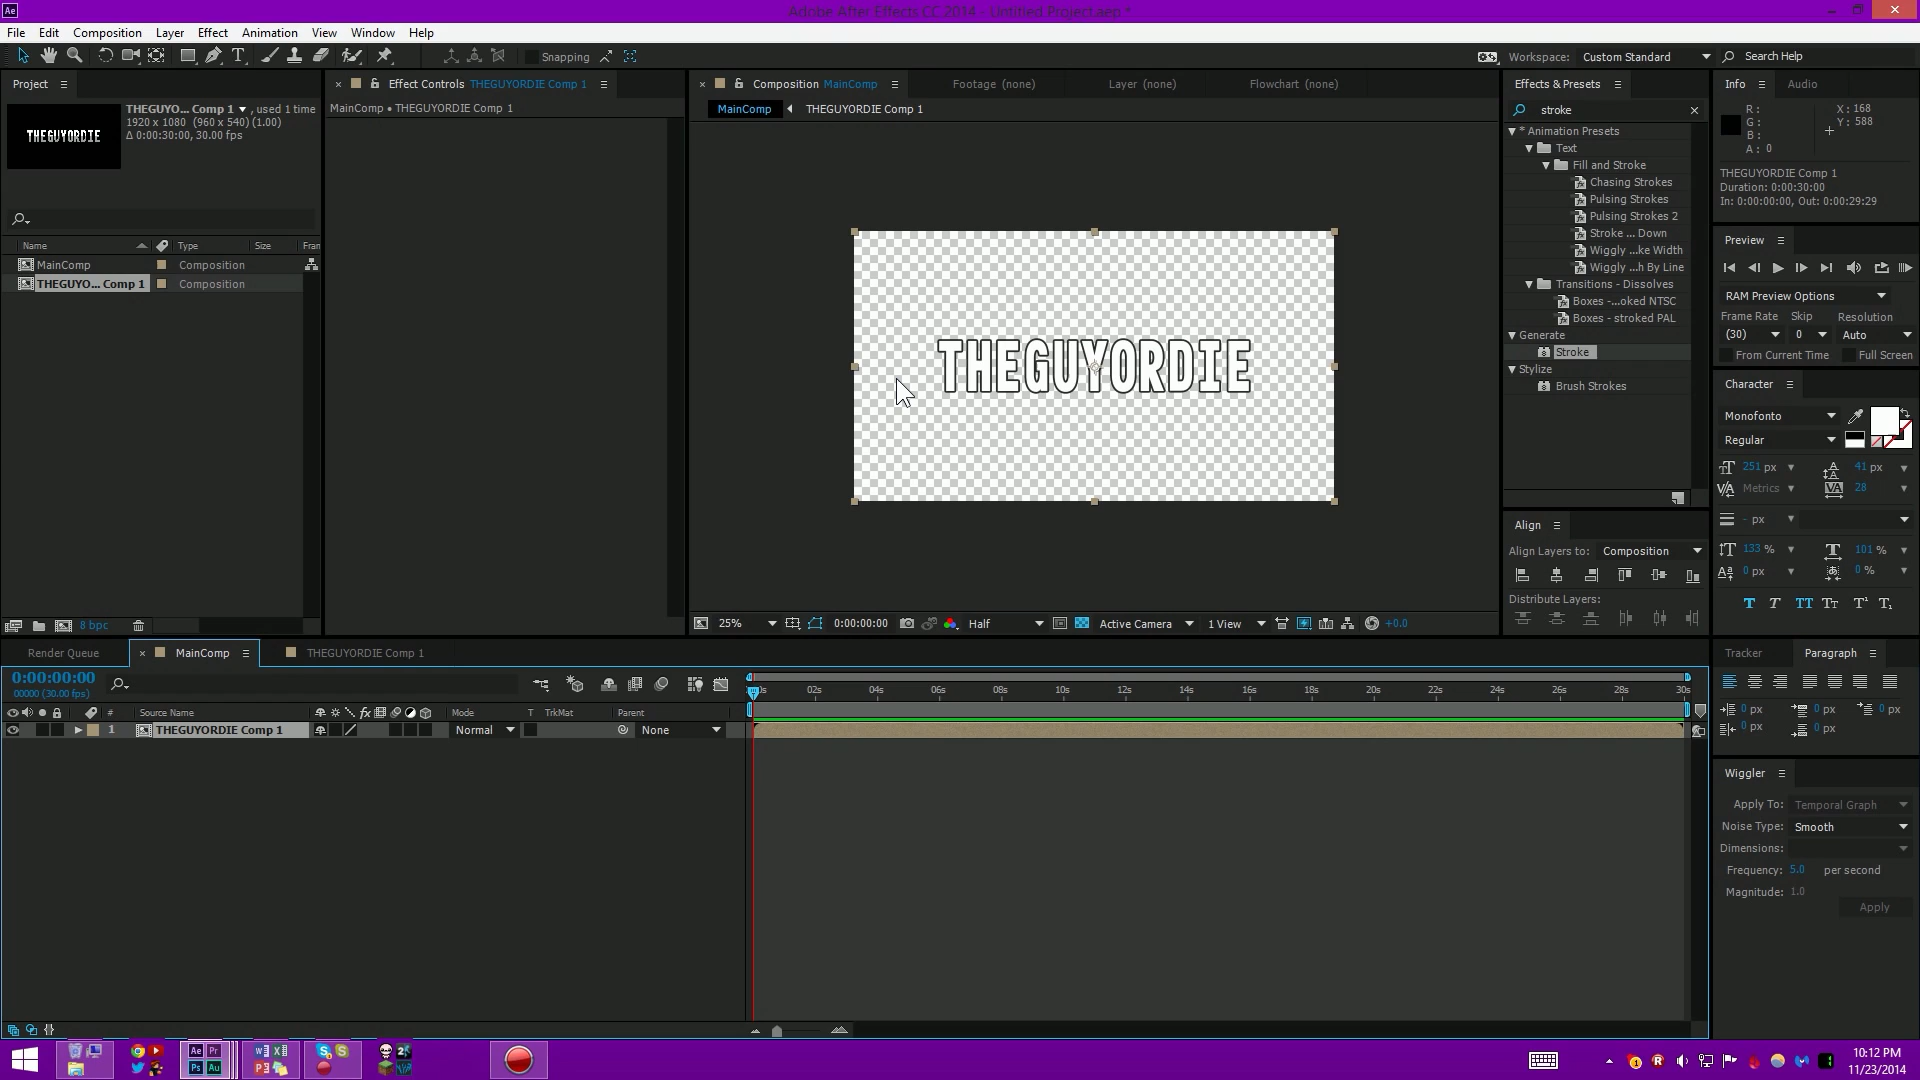 Adobe After Effects CC 2014 - Untitled Project.aep *
File Edit Composition Layer Effect Animation View Window Help
Snapping
Workspace: Custom Standard
Search Help
Project
THEGUYO... Comp 1 , used 1 time
1920 x 1080 (960 x 540) (1.00)
Δ 0:00:30:00, 30.00 fps
THEGUYORDIE
Name Type Size Fran
MainComp Composition
THEGUYO... Comp 1 Composition
8 bpc
Effect Controls THEGUYORDIE Comp 1
MainComp • THEGUYORDIE Comp 1
Composition MainComp
Footage (none)
Layer (none)
Flowchart (none)
MainComp THEGUYORDIE Comp 1
THEGUYORDIE
25% 0:00:00:00 Half Active Camera 1 View +0.0
Effects & Presets
stroke
* Animation Presets
Text
Fill and Stroke
Chasing Strokes
Pulsing Strokes
Pulsing Strokes 2
Stroke ... Down
Wiggly ...ke Width
Wiggly ...h By Line
Transitions - Dissolves
Boxes -...oked NTSC
Boxes - stroked PAL
Generate
Stroke
Stylize
Brush Strokes
Align
Align Layers to: Composition
Distribute Layers:
Info Audio
R :
G :
B :
A : 0
X : 168
Y : 588
THEGUYORDIE Comp 1
Duration: 0:00:30:00
In: 0:00:00:00, Out: 0:00:29:29
Preview
RAM Preview Options
Frame Rate Skip Resolution
(30) 0 Auto
From Current Time Full Screen
Character
Monofonto
Regular
251 px 41 px
Metrics 28
- px
133 % 101 %
0 px 0 %
Tracker Paragraph
0 px 0 px 0 px
0 px 0 px
Wiggler
Apply To: Temporal Graph
Noise Type: Smooth
Dimensions:
Frequency: 5.0 per second
Magnitude: 1.0
Apply
Render Queue MainComp THEGUYORDIE Comp 1
0:00:00:00
00000 (30.00 fps)
# Source Name Mode T TrkMat Parent
1 THEGUYORDIE Comp 1 Normal None
02s 04s 06s 08s 10s 12s 14s 16s 18s 20s 22s 24s 26s 28s 30s
10:12 PM
11/23/2014